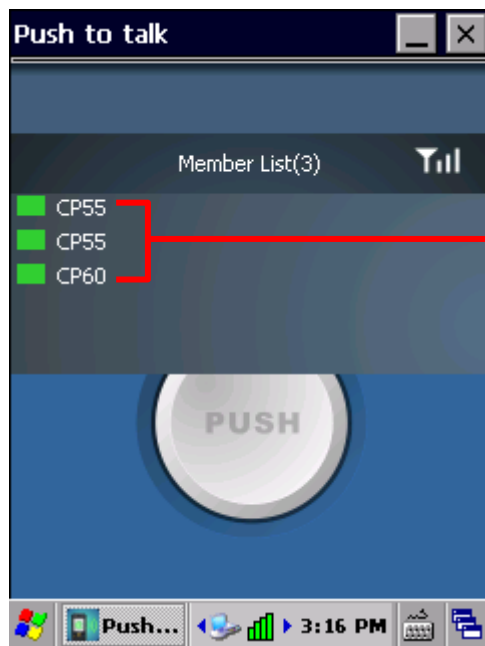 Push to talk
Member List(3)
CP55
CP55
CP60
PUSH
Push... 3:16 PM